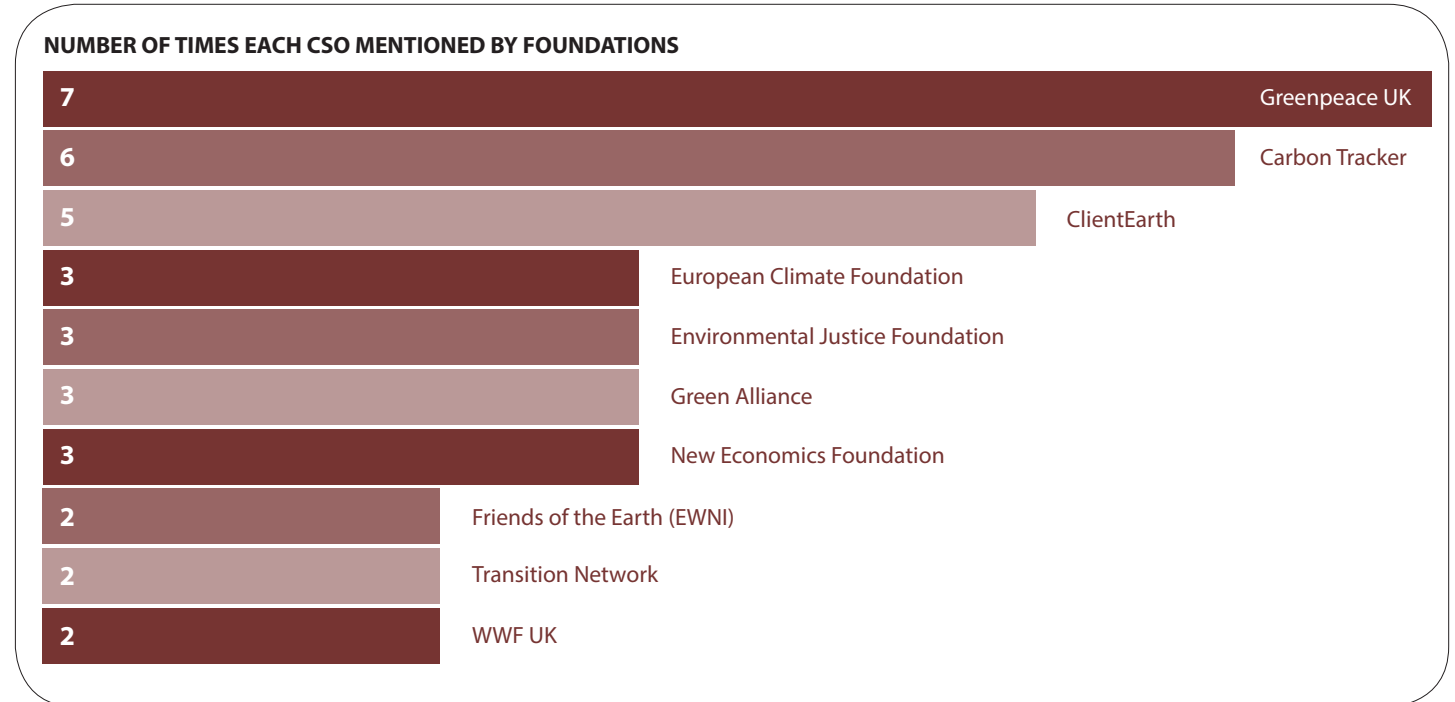 NUMBER OF TIMES EACH CSO MENTIONED BY FOUNDATIONS
7 Greenpeace UK
6 Carbon Tracker
5 ClientEarth
3 European Climate Foundation
3 Environmental Justice Foundation
3 Green Alliance
3 New Economics Foundation
2 Friends of the Earth (EWNI)
2 Transition Network
2 WWF UK